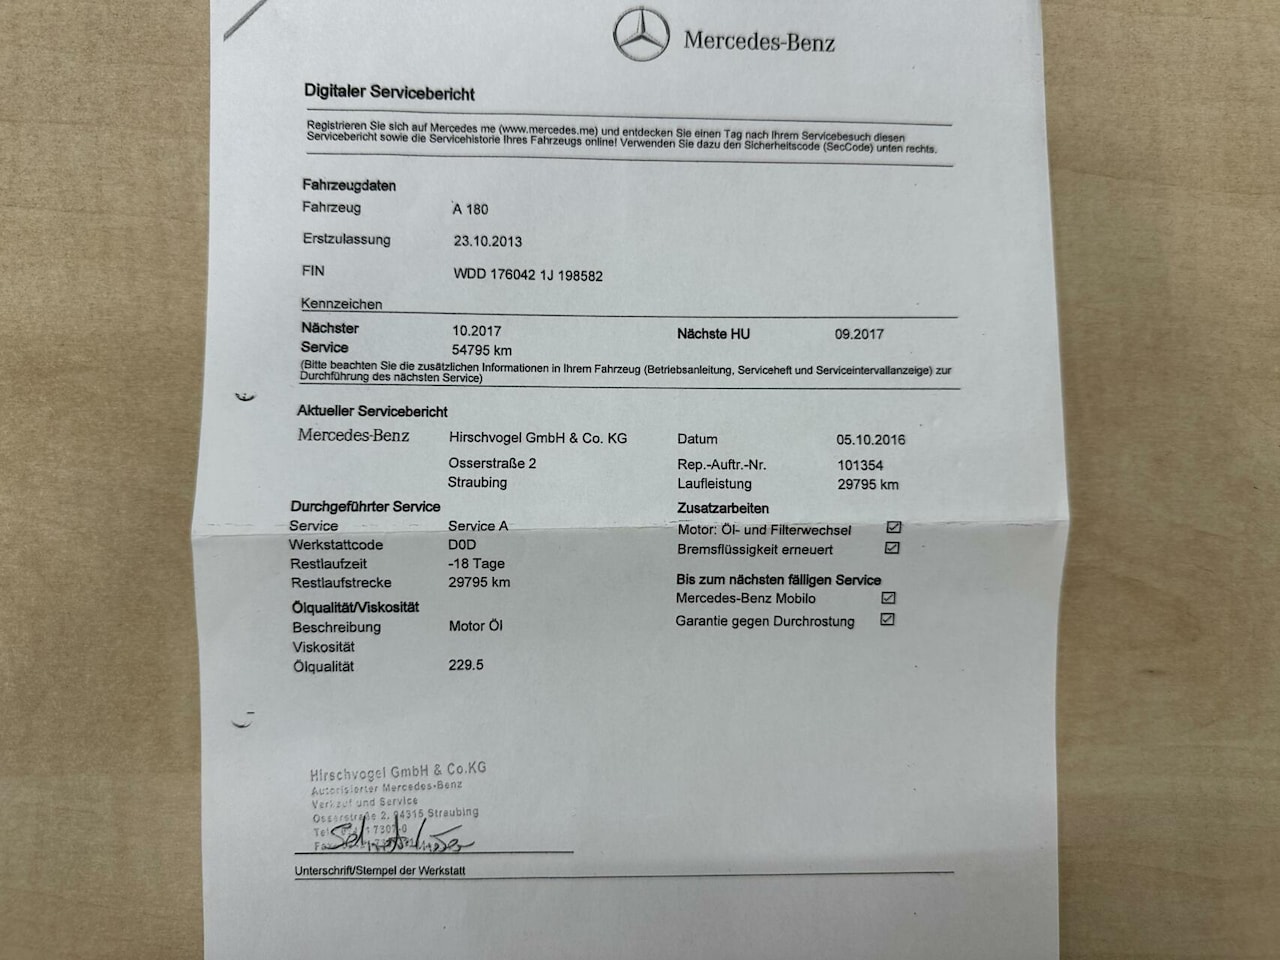 Mercedes-Benz
Digitaler Servicebericht
Registrieren Sie sich auf Mercedes me (www.mercedes.me) und entdecken Sie einen Tag nach Ihrem Servicebesuch diesen
Servicebericht sowie die Servicehistorie Ihres Fahrzeugs online! Verwenden Sie dazu den Sicherheitscode (SecCode) unten rechts.
Fahrzeugdaten
Fahrzeug A 180
Erstzulassung 23.10.2013
FIN WDD 176042 1J 198582
Kennzeichen
Nächster 10.2017 Nächste HU 09.2017
Service 54795 km
(Bitte beachten Sie die zusätzlichen Informationen in Ihrem Fahrzeug (Betriebsanleitung, Serviceheft und Serviceintervallanzeige) zur
Durchführung des nächsten Service)
Aktueller Servicebericht
Mercedes-Benz Hirschvogel GmbH & Co. KG Datum 05.10.2016
Osserstraße 2 Rep.-Auftr.-Nr. 101354
Straubing Laufleistung 29795 km
Durchgeführter Service Zusatzarbeiten
Service Service A Motor: Öl- und Filterwechsel
Werkstattcode D0D Bremsflüssigkeit erneuert
Restlaufzeit -18 Tage
Restlaufstrecke 29795 km Bis zum nächsten fälligen Service
Mercedes-Benz Mobilo
Ölqualität/Viskosität
Beschreibung Motor Öl Garantie gegen Durchrostung
Viskosität
Ölqualität 229.5
Hirschvogel GmbH & Co.KG
Autorisierter Mercedes-Benz
Verkauf und Service
Osserstraße 2, 94315 Straubing
Unterschrift/Stempel der Werkstatt